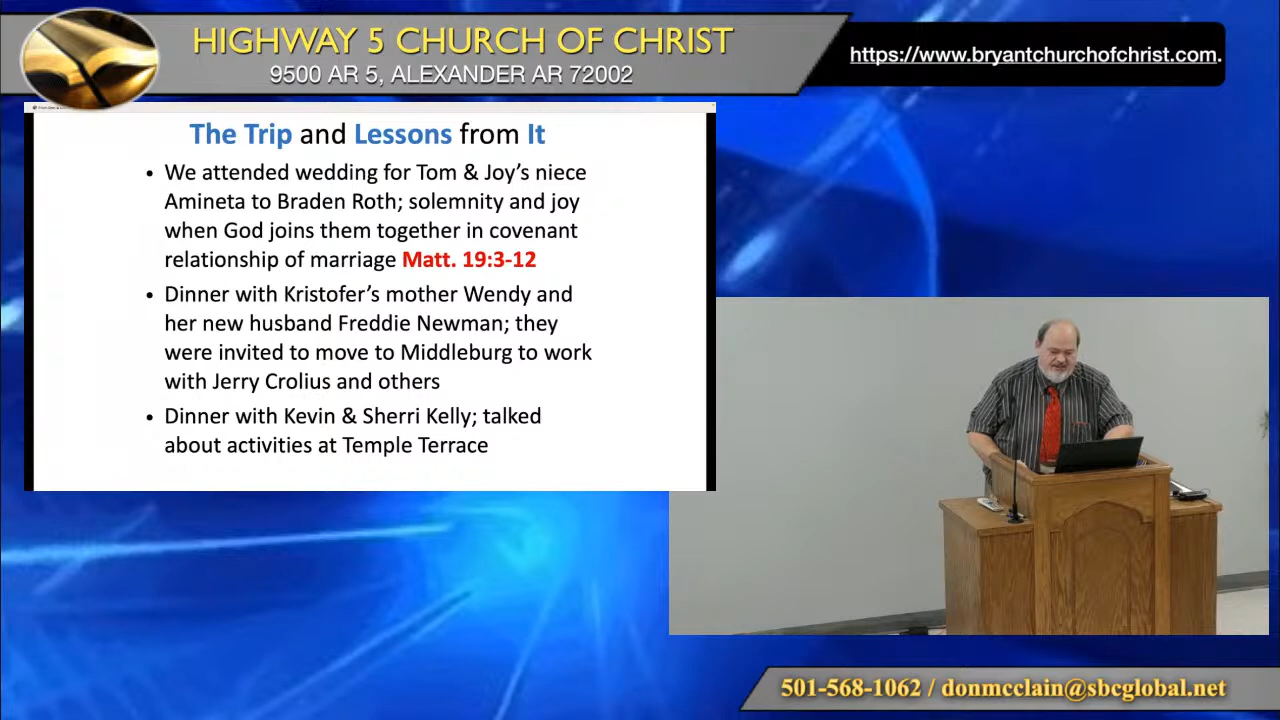 HIGHWAY 5 CHURCH OF CHRIST
9500 AR 5, ALEXANDER AR 72002
https://www.bryantchurchofchrist.com.
The Trip and Lessons from It
• We attended wedding for Tom & Joy’s niece
Amineta to Braden Roth; solemnity and joy
when God joins them together in covenant
relationship of marriage Matt. 19:3-12
• Dinner with Kristofer’s mother Wendy and
her new husband Freddie Newman; they
were invited to move to Middleburg to work
with Jerry Crolius and others
• Dinner with Kevin & Sherri Kelly; talked
about activities at Temple Terrace
501-568-1062 / donmcclain@sbcglobal.net